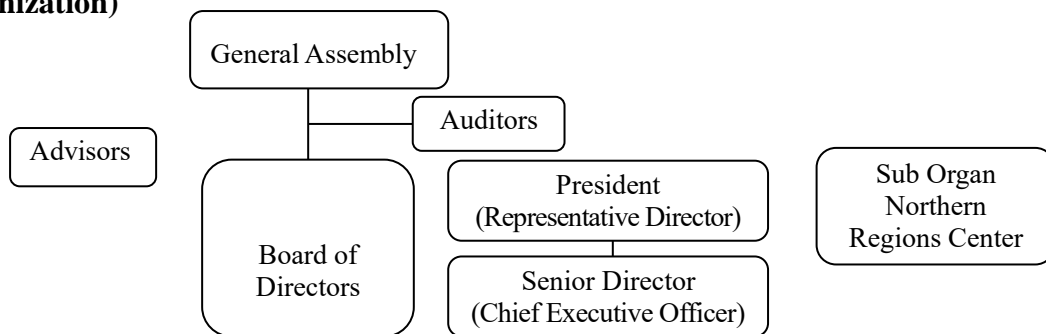 nization)
General Assembly
Auditors
Advisors
Board of
Directors
President
(Representative Director)
Senior Director
(Chief Executive Officer)
Sub Organ
Northern
Regions Center